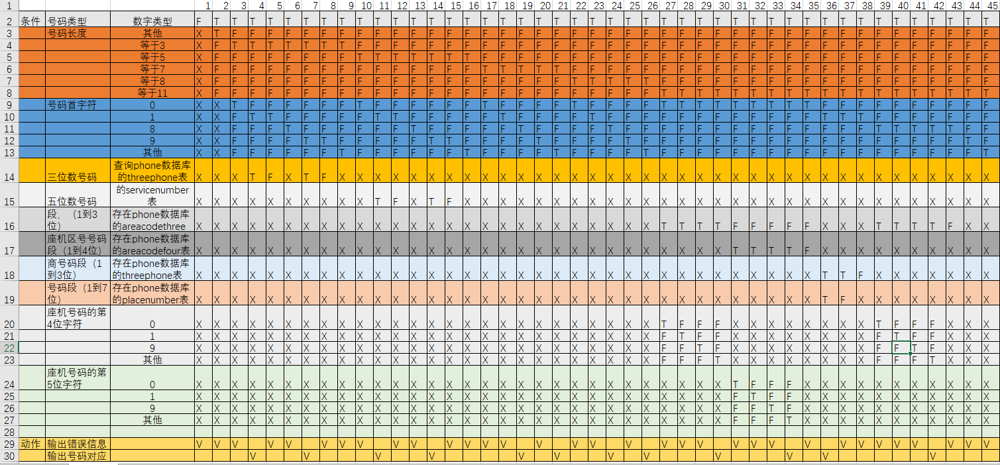 1 1 2 3 4 5 6 7 8 9 10 11 12 13 14 15 16 17 18 19 20 21 22 23 24 25 26 27 28 29 30 31 32 33 34 35 36 37 38 39 40 41 42 43 44 45
2 条件 号码类型 数字类型 F T T T T T T T T T T T T T T T T T T T T T T T T T T T T T T T T T T T T T T T T T T T T
3 号码长度 其他 X T F F F F F F F F F F F F F F F F F F F F F F F F F F F F F F F F F F F F F F F F F F F
4 等于3 X F T T T T T T T F F F F F F F F F F F F F F F F F F F F F F F F F F F F F F F F F F F F
5 等于5 X F F F F F F F F T T T T T T T F F F F F F F F F F F F F F F F F F F F F F F F F F F F F
6 等于7 X F F F F F F F F F F F F F F F T T T T T F F F F F F F F F F F F F F F F F F F F F F F F
7 等于8 X F F F F F F F F F F F F F F F F F F F F T T T T T F F F F F F F F F F F F F F F F F F F
8 等于11 X F F F F F F F F F F F F F F F F F F F F F F F F F T T T T T T T T T T T T T T T T T T T
9 号码首字符 0 X X T F F F F F F T F F F F F F T F F F F T F F F F T T T T T T T T T F F F F F F F F F F
10 1 X X F T T F F F F F T T F F F F F T F F F F T F F F F F F F F F F F F T T T F F F F F F F
11 8 X X F F F T F F F F F F T F F F F F T F F F F T F F F F F F F F F F F F F F T T T T T F F
12 9 X X F F F F T T F F F F F T T F F F F T F F F F T F F F F F F F F F F F F F F F F F F T F
13 其他 X X F F F F F F T F F F F F F T F F F F T F F F F T F F F F F F F F F F F F F F F F F F T
查询phone数据库
14 三位数号码 的threephone表 X X X T F X T F X X X X X X X X X X X X X X X X X X X X X X X X X X X X X X X X X X X X X
的servicenumber
15 五位数号码 表 X X X X X X X X X X T F X T F X X X X X X X X X X X X X X X X X X X X X X X X X X X X X X
段，（1到3 存在phone数据库
16 位） 的areacodethree X X X X X X X X X X X X X X X X X X X X X X X X X X T T T T F F F F F X X X T T T T F X X
座机区号号码 存在phone数据库
17 段（1到4位） 的areacodefour表 X X X X X X X X X X X X X X X X X X X X X X X X X X X X X X T T T T F X X X X X X X X X X
商号码段（1 存在phone数据库
18 到3位） 的threephone表 X X X X X X X X X X X X X X X X X X X X X X X X X X X X X X X X X X X T T F X X X X X X X
号码段（1到7 存在phone数据库
19 位） 的placenumber表 X X X X X X X X X X X X X X X X X X X X X X X X X X X X X X X X X X X T F X X X X X X X X
座机号码的第
20 4位字符 0 X X X X X X X X X X X X X X X X X X X X X X X X X X T F F F X X X X X X X X T F F F X X X
21 1 X X X X X X X X X X X X X X X X X X X X X X X X X X F T F F X X X X X X X X F T F F X X X
22 9 X X X X X X X X X X X X X X X X X X X X X X X X X X F F T F X X X X X X X X F F T F X X X
23 其他 X X X X X X X X X X X X X X X X X X X X X X X X X X F F F T X X X X X X X X F F F T X X X
座机号码的第
24 5位字符 0 X X X X X X X X X X X X X X X X X X X X X X X X X X X X X X T F F F X X X X X X X X X X X
25 1 X X X X X X X X X X X X X X X X X X X X X X X X X X X X X X F T F F X X X X X X X X X X X
26 9 X X X X X X X X X X X X X X X X X X X X X X X X X X X X X X F F T F X X X X X X X X X X X
27 其他 X X X X X X X X X X X X X X X X X X X X X X X X X X X X X X F F F T X X X X X X X X X X X
28
29 动作 输出错误信息 V V V V V V V V V V V V V V V V V V V V V V V V V V V V V V V V V
30 输出号码对应 V V V V V V V V V V V V